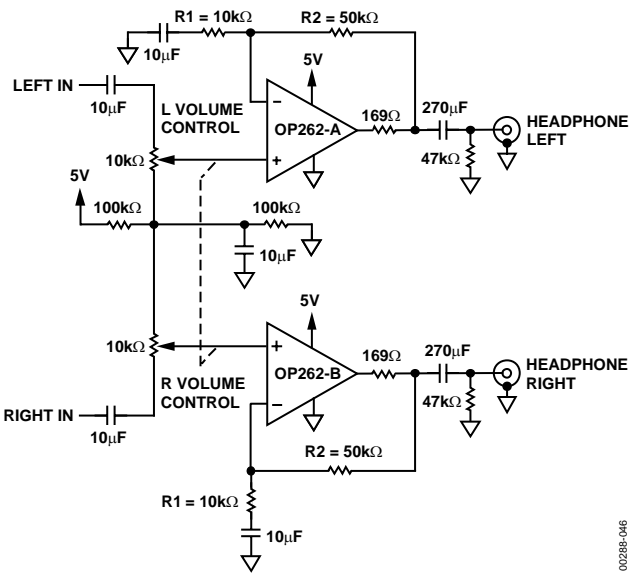 R1 = 10kΩ
R2 = 50kΩ
10µF
5V
LEFT IN
10µF
L VOLUME
CONTROL
OP262-A
169Ω
270µF
HEADPHONE
LEFT
47kΩ
10kΩ
5V
100kΩ
100kΩ
10µF
5V
10kΩ
169Ω
270µF
HEADPHONE
RIGHT
OP262-B
R VOLUME
CONTROL
47kΩ
RIGHT IN
10µF
R2 = 50kΩ
R1 = 10kΩ
10µF
00288-046